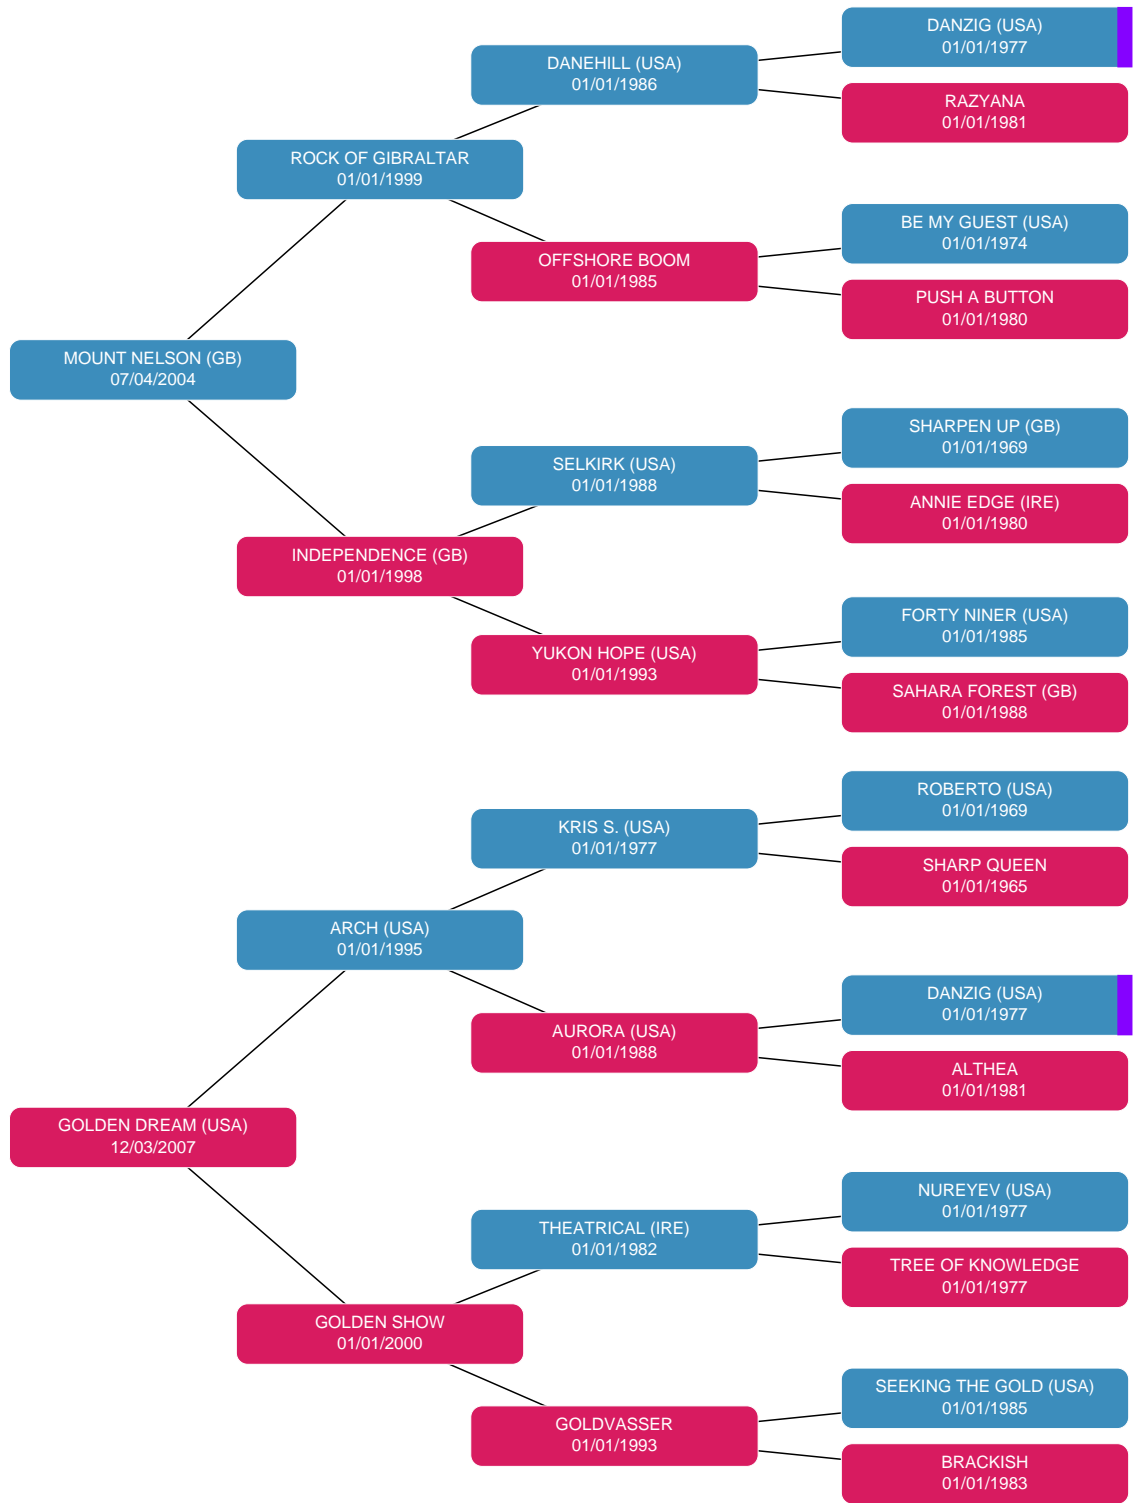 DANZIG (USA)
01/01/1977
DANEHILL (USA)
01/01/1986
RAZYANA
01/01/1981
ROCK OF GIBRALTAR
01/01/1999
BE MY GUEST (USA)
01/01/1974
OFFSHORE BOOM
01/01/1985
PUSH A BUTTON
01/01/1980
MOUNT NELSON (GB)
07/04/2004
SHARPEN UP (GB)
01/01/1969
SELKIRK (USA)
01/01/1988
ANNIE EDGE (IRE)
01/01/1980
INDEPENDENCE (GB)
01/01/1998
FORTY NINER (USA)
01/01/1985
YUKON HOPE (USA)
01/01/1993
SAHARA FOREST (GB)
01/01/1988
ROBERTO (USA)
01/01/1969
KRIS S. (USA)
01/01/1977
SHARP QUEEN
01/01/1965
ARCH (USA)
01/01/1995
DANZIG (USA)
01/01/1977
AURORA (USA)
01/01/1988
ALTHEA
01/01/1981
GOLDEN DREAM (USA)
12/03/2007
NUREYEV (USA)
01/01/1977
THEATRICAL (IRE)
01/01/1982
TREE OF KNOWLEDGE
01/01/1977
GOLDEN SHOW
01/01/2000
SEEKING THE GOLD (USA)
01/01/1985
GOLDVASSER
01/01/1993
BRACKISH
01/01/1983